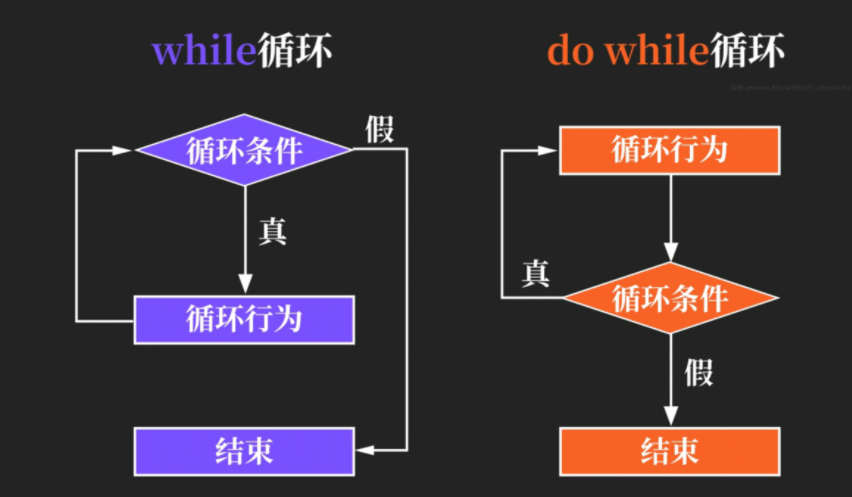 while循环
do while循环
循环条件
假
真
循环行为
结束
循环行为
真
循环条件
假
结束